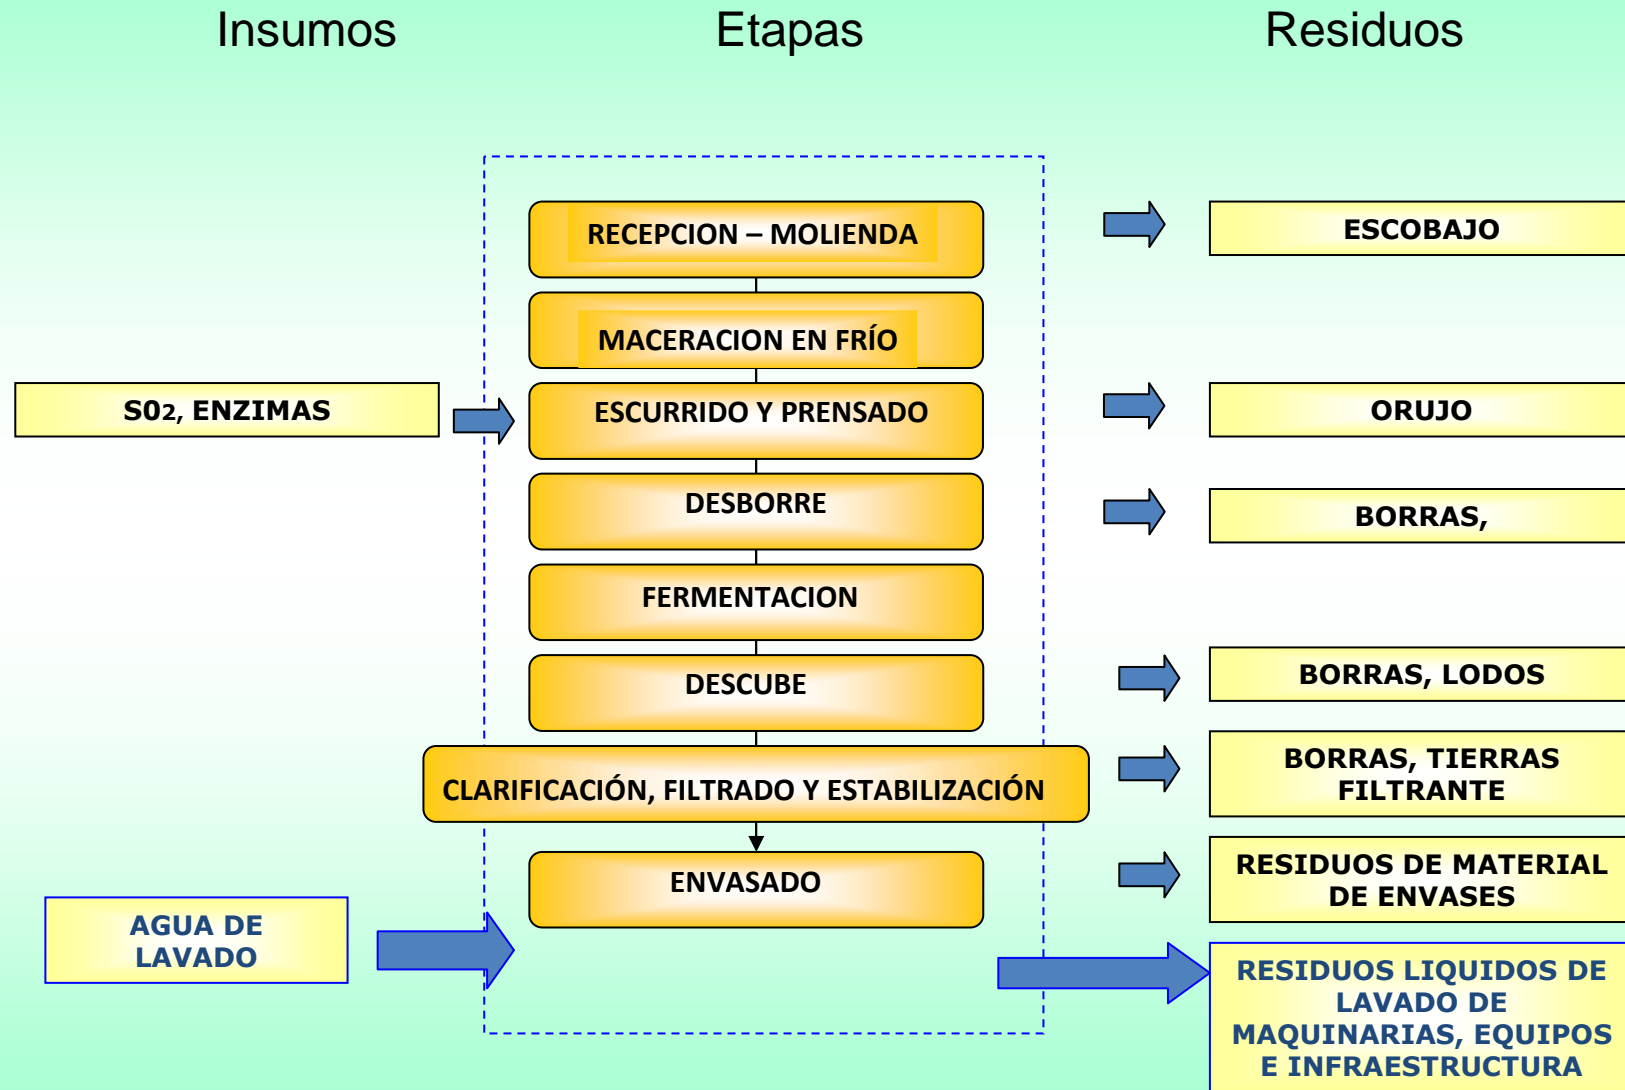 Insumos
Etapas
Residuos
RECEPCION – MOLIENDA
ESCOBAJO
MACERACION EN FRÍO
S02, ENZIMAS
ESCURRIDO Y PRENSADO
ORUJO
DESBORRE
BORRAS,
FERMENTACION
DESCUBE
BORRAS, LODOS
CLARIFICACIÓN, FILTRADO Y ESTABILIZACIÓN
BORRAS, TIERRAS
FILTRANTE
ENVASADO
RESIDUOS DE MATERIAL
DE ENVASES
AGUA DE
LAVADO
RESIDUOS LIQUIDOS DE
LAVADO DE
MAQUINARIAS, EQUIPOS
E INFRAESTRUCTURA